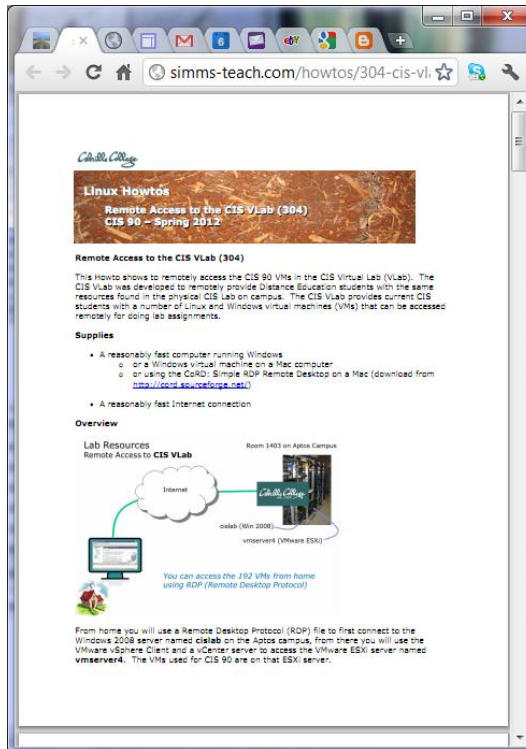 simms-teach.com/howtos/304-cis-vl
Cabrillo College
Linux Howtos
Remote Access to the CIS VLab (304)
CIS 90 – Spring 2012
Remote Access to the CIS VLab (304)
This Howto shows to remotely access the CIS 90 VMs in the CIS Virtual Lab (VLab). The
CIS VLab was developed to remotely provide Distance Education students with the same
resources found in the physical CIS Lab on campus. The CIS VLab provides current CIS
students with a number of Linux and Windows virtual machines (VMs) that can be accessed
remotely for doing lab assignments.
Supplies
• A reasonably fast computer running Windows
o or a Windows virtual machine on a Mac computer
o or using the CoRD: Simple RDP Remote Desktop on a Mac (download from
http://cord.sourceforge.net/)
• A reasonably fast Internet connection
Overview
Lab Resources
Remote Access to CIS VLab
Room 1403 on Aptos Campus
Internet
Cabrillo College
cislab (Win 2008)
vmserver4 (VMware ESXi)
You can access the 192 VMs from home
using RDP (Remote Desktop Protocol)
From home you will use a Remote Desktop Protocol (RDP) file to first connect to the
Windows 2008 server named cislab on the Aptos campus, from there you will use the
VMware vSphere Client and a vCenter server to access the VMware ESXi server named
vmserver4. The VMs used for CIS 90 are on that ESXi server.